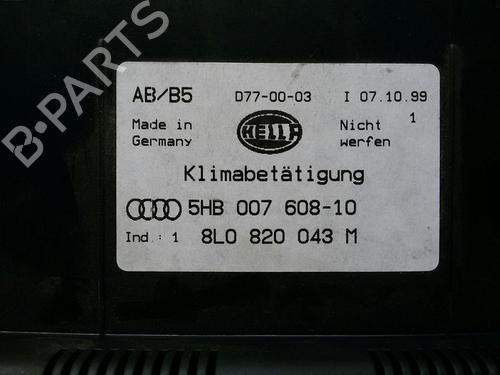 B-PARTS
AB/B5 D77-00-03 I 07.10.99
Made in Germany
HELLA
Nicht werfen
1
Klimabetätigung
5HB 007 608-10
Ind.: 1 8L0 820 043 M